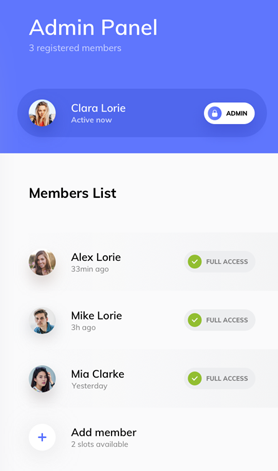 Admin Panel
3 registered members
Clara Lorie
Active now
ADMIN
Members List
Alex Lorie
33min ago
FULL ACCESS
Mike Lorie
3h ago
FULL ACCESS
Mia Clarke
Yesterday
FULL ACCESS
Add member
2 slots available